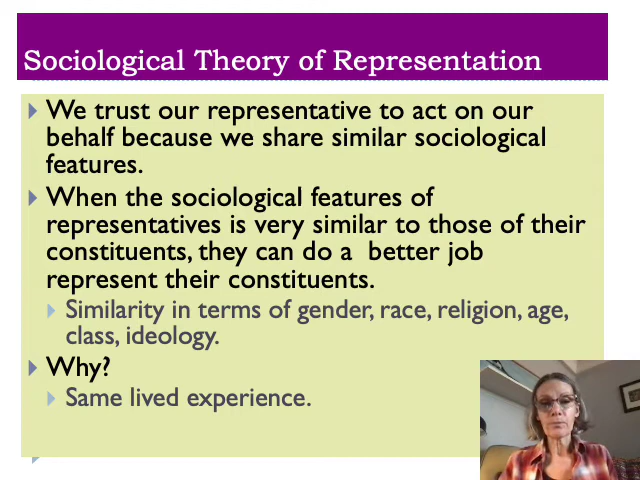 Sociological Theory of Representation
We trust our representative to act on our
behalf because we share similar sociological
features.
When the sociological features of
representatives is very similar to those of their
constituents, they can do a better job
represent their constituents.
Similarity in terms of gender, race, religion, age,
class, ideology.
Why?
Same lived experience.